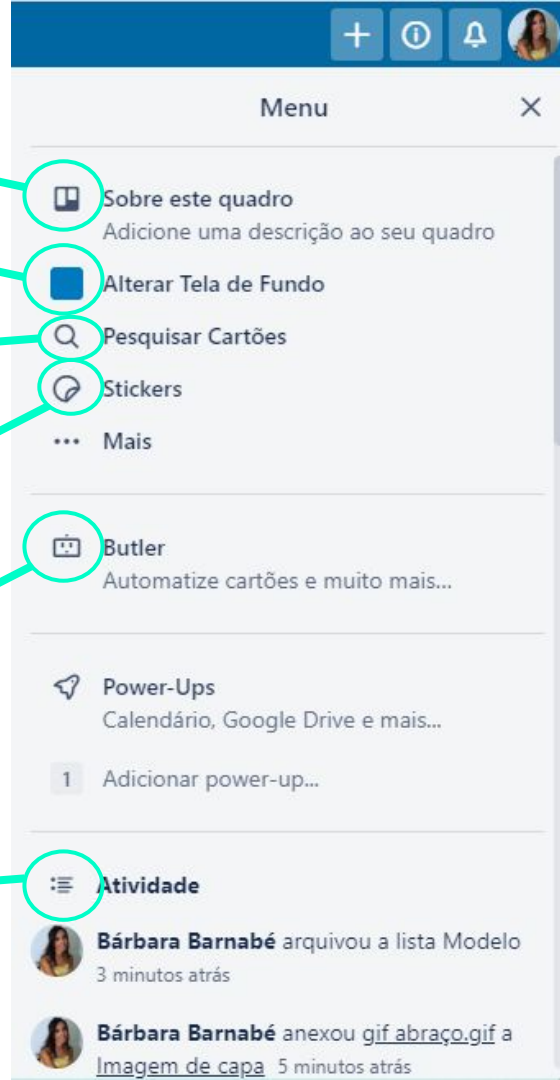 Menu
Sobre este quadro
Adicione uma descrição ao seu quadro
Alterar Tela de Fundo
Pesquisar Cartões
Stickers
Mais
Butler
Automatize cartões e muito mais...
Power-Ups
Calendário, Google Drive e mais...
1 Adicionar power-up...
Atividade
Bárbara Barnabé arquivou a lista Modelo
3 minutos atrás
Bárbara Barnabé anexou gif abraço.gif a
Imagem de capa 5 minutos atrás